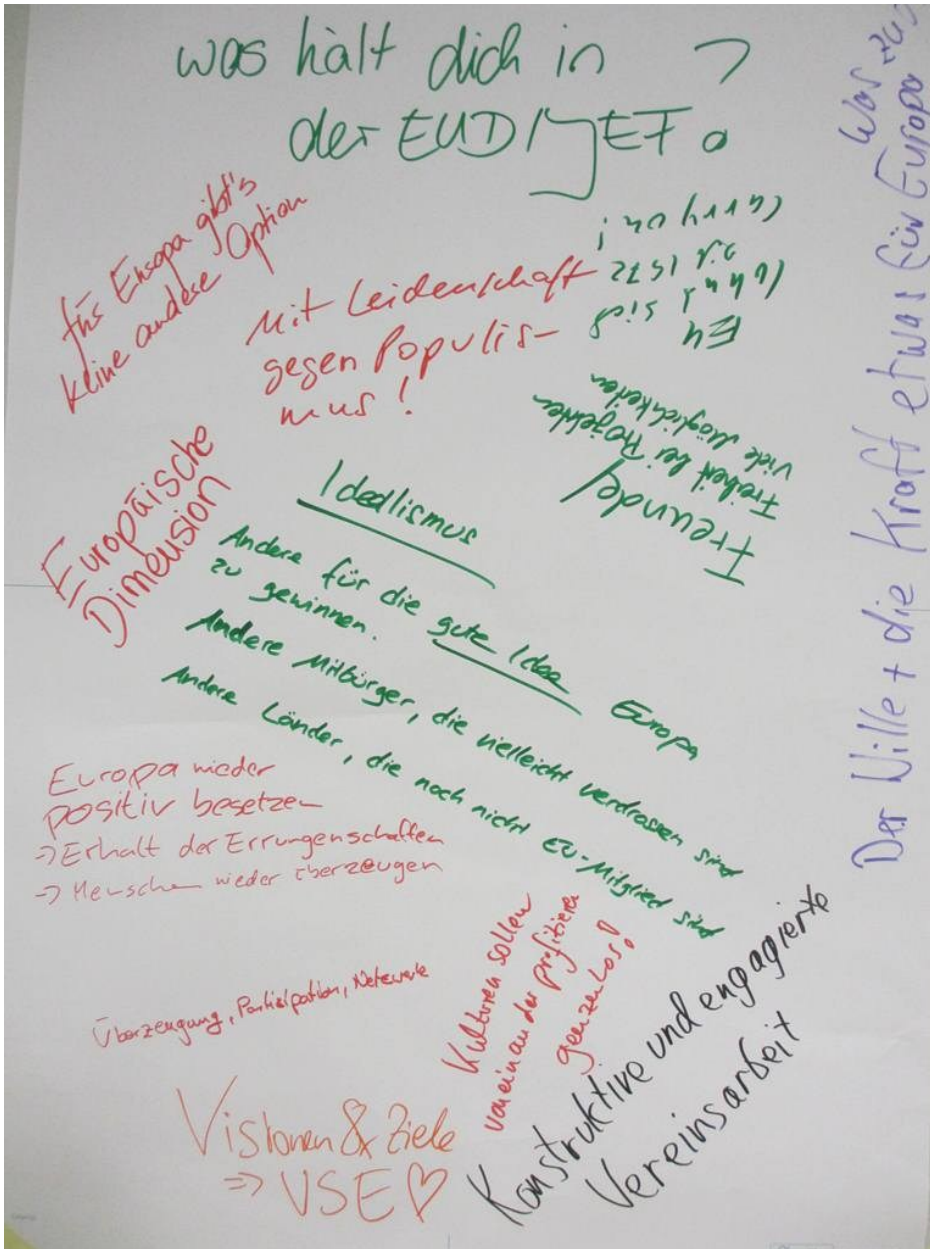 was hält dich in
der EUD/JEF?
fürs Europa gibt's
keine andere Option
Mit Leidenschaft
gegen Populis-
mus!
EU
Carry on!
Freunde
Freiheit bei Projekten
viele Möglichkeiten
Europäische
Dimension
Idealismus
Andere für die gute Idee Europa
zu gewinnen.
Andere Mitbürger, die vielleicht verdrossen sind
Andere Länder, die noch nicht EU-Mitglied sind
Europa wieder
positiv besetzen
-> Erhalt der Errungenschaften
-> Menschen wieder überzeugen
Überzeugung, Partizipation, Netzwerke
Kulturen sollen
voneinander profitieren
grenzenlos!
Konstruktive und engagierte
Vereinsarbeit
Visionen & Ziele
=> VSE ♡
Der Wille + die Kraft etwas für Europa
was zu